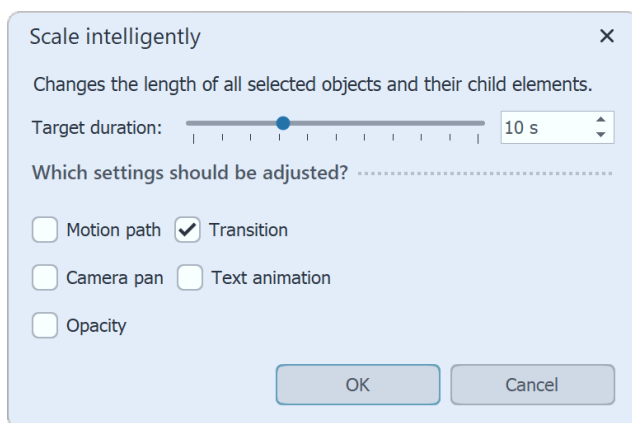 Scale intelligently
Changes the length of all selected objects and their child elements.
Target duration: 10 s
Which settings should be adjusted?
Motion path Transition
Camera pan Text animation
Opacity
OK Cancel